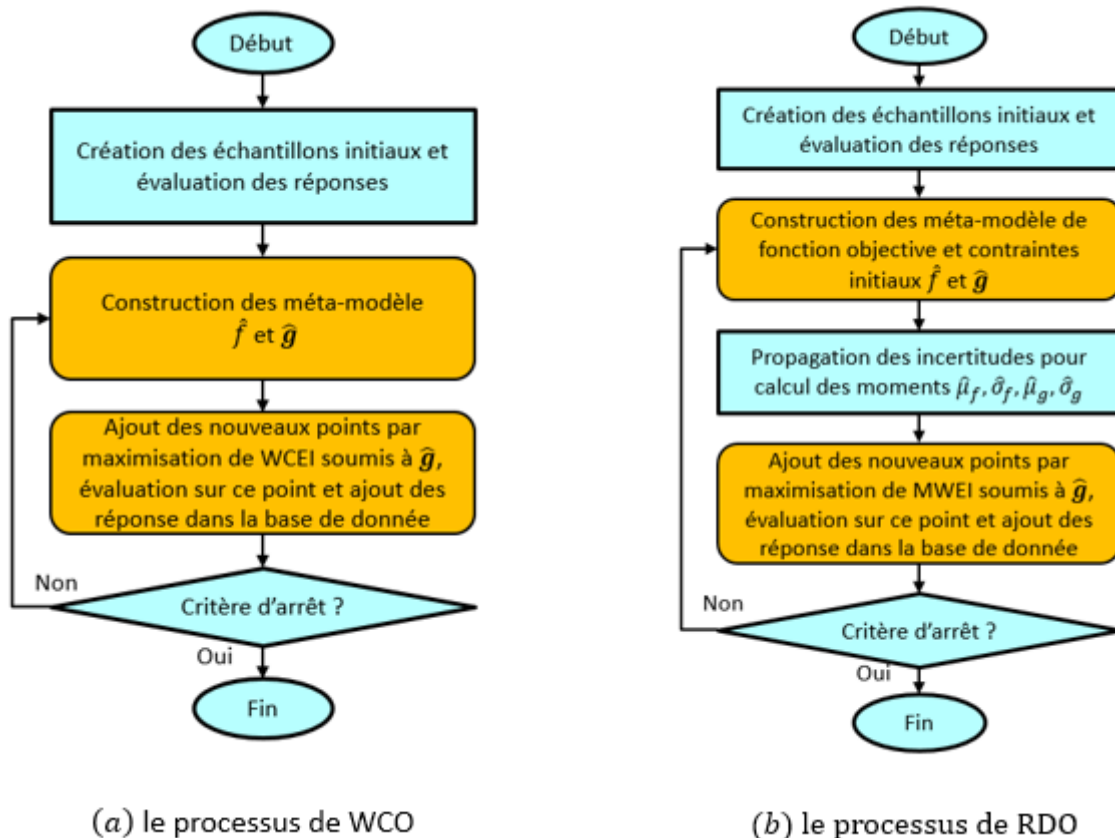 Début
Création des échantillons initiaux et
évaluation des réponses
Construction des méta-modèle
f̂ et ĝ
Ajout des nouveaux points par
maximisation de WCEI soumis à ĝ,
évaluation sur ce point et ajout des
réponse dans la base de donnée
Non
Critère d'arrêt ?
Oui
Fin
(a) le processus de WCO
Début
Création des échantillons initiaux et
évaluation des réponses
Construction des méta-modèle de
fonction objective et contraintes
initiaux f̂ et ĝ
Propagation des incertitudes pour
calcul des moments μ̂_f, σ̂_f, μ̂_g, σ̂_g
Ajout des nouveaux points par
maximisation de MWEI soumis à ĝ,
évaluation sur ce point et ajout des
réponse dans la base de donnée
Non
Critère d'arrêt ?
Oui
Fin
(b) le processus de RDO